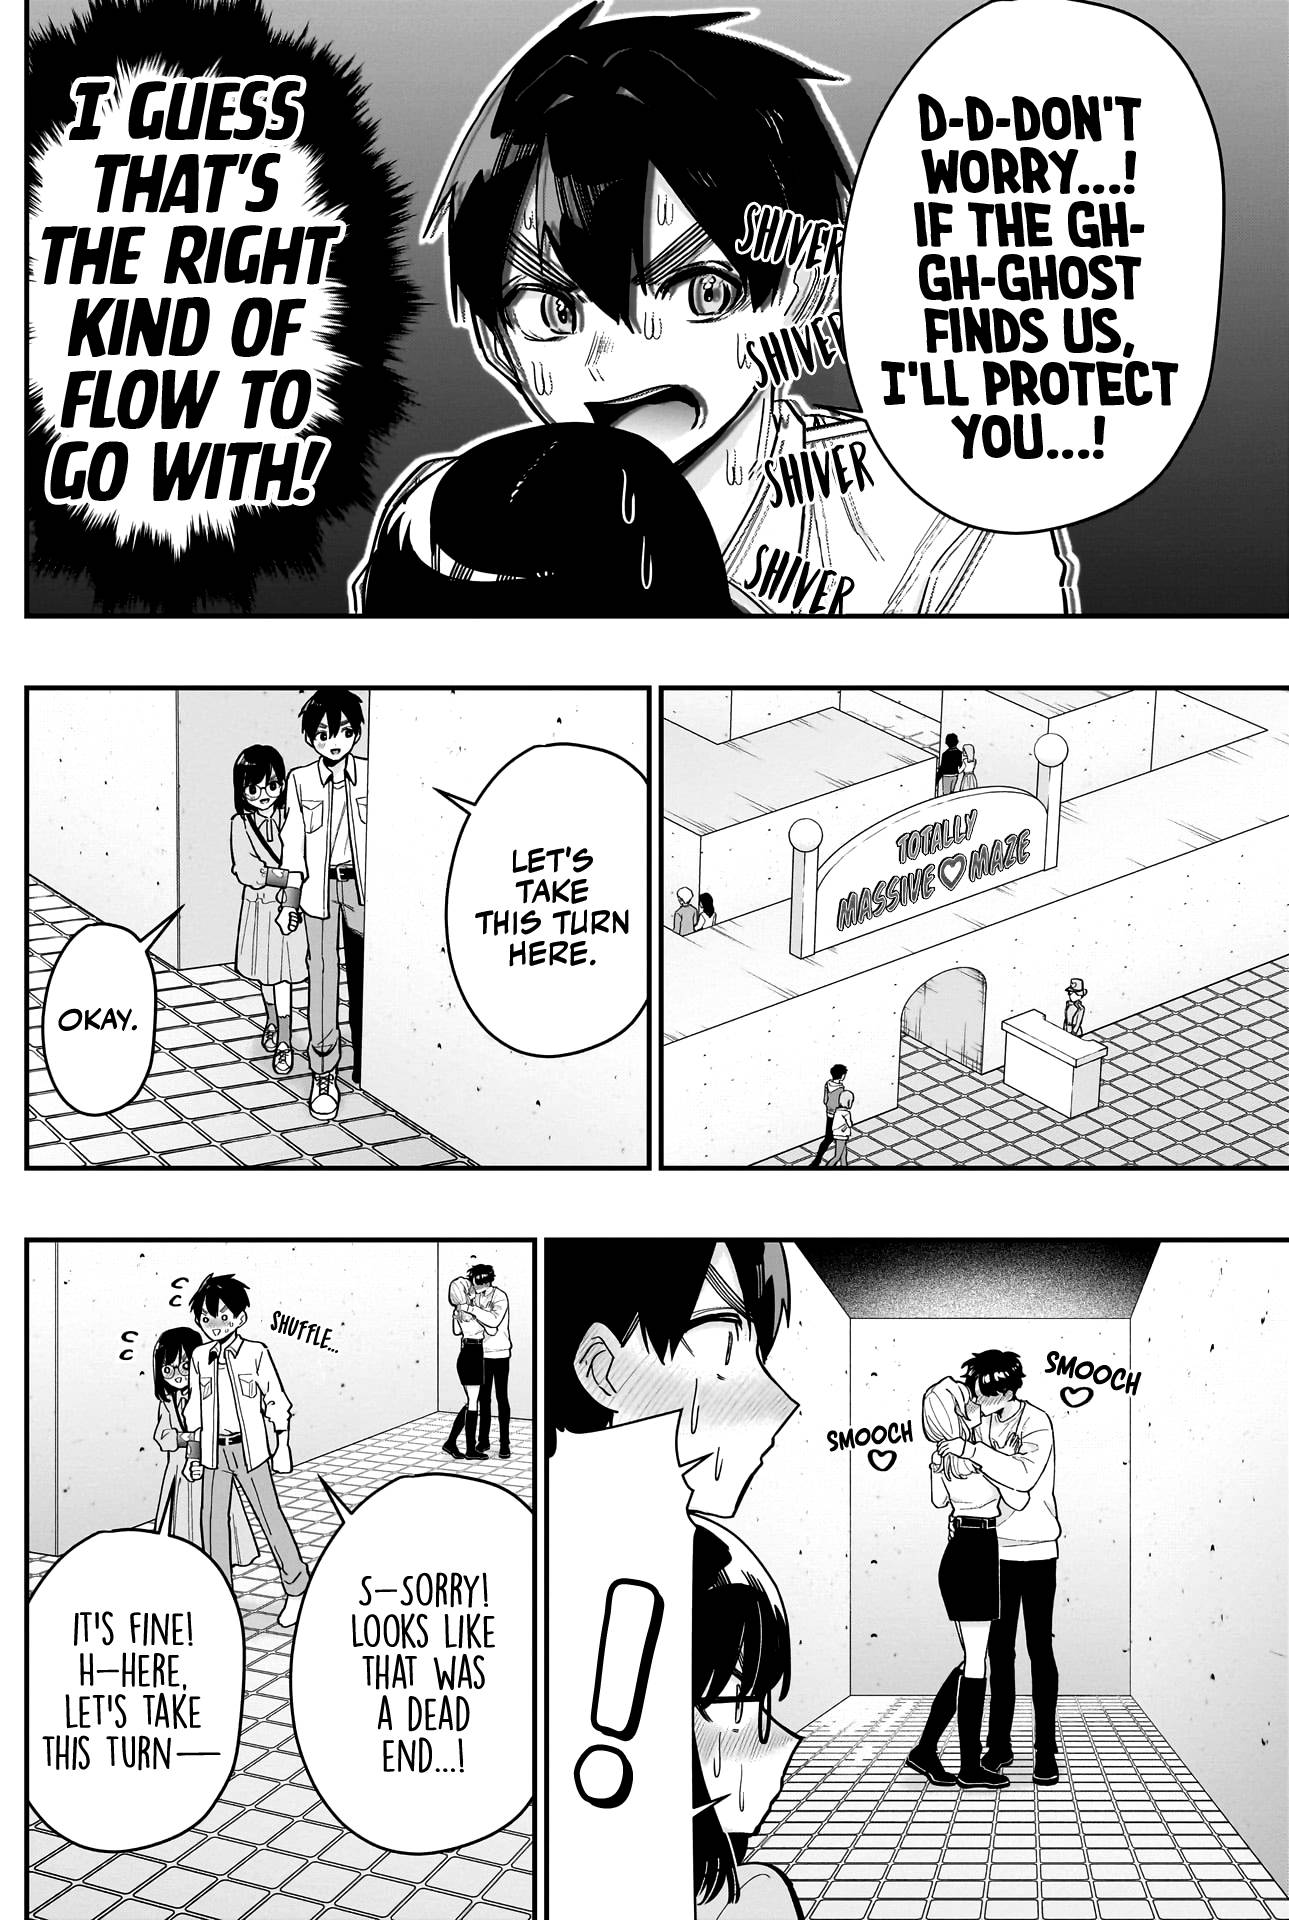 D-D-DON'T
WORRY...!
IF THE GH-
GH-GHOST
FINDS US,
I'LL PROTECT
YOU...!
SHIVER
SHIVER
SHIVER
SHIVER
I GUESS
THAT'S
THE RIGHT
KIND OF
FLOW TO
GO WITH!
TOTALLY
MASSIVE♡MAZE
LET'S
TAKE
THIS TURN
HERE.
OKAY.
SMOOCH
♡
SMOOCH
♡
!
SHUFFLE...
S-SORRY!
LOOKS LIKE
THAT WAS
A DEAD
END...!
IT'S FINE!
H-HERE,
LET'S TAKE
THIS TURN—